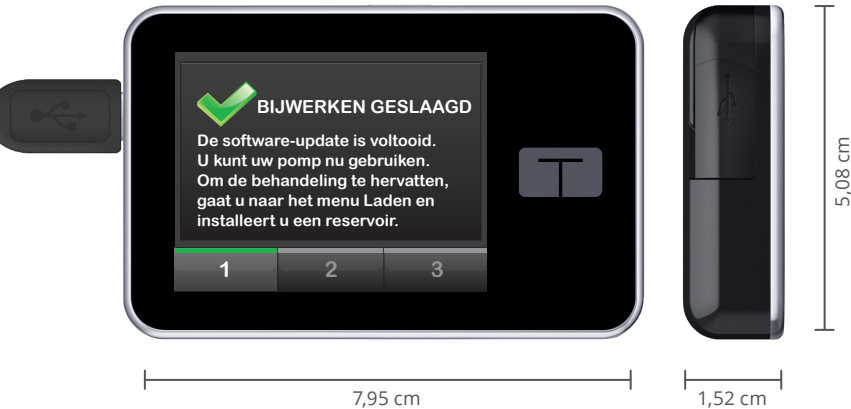 BIJWERKEN GESLAAGD
De software-update is voltooid.
U kunt uw pomp nu gebruiken.
Om de behandeling te hervatten,
gaat u naar het menu Laden en
installeert u een reservoir.
1 2 3
T
5,08 cm
7,95 cm
1,52 cm